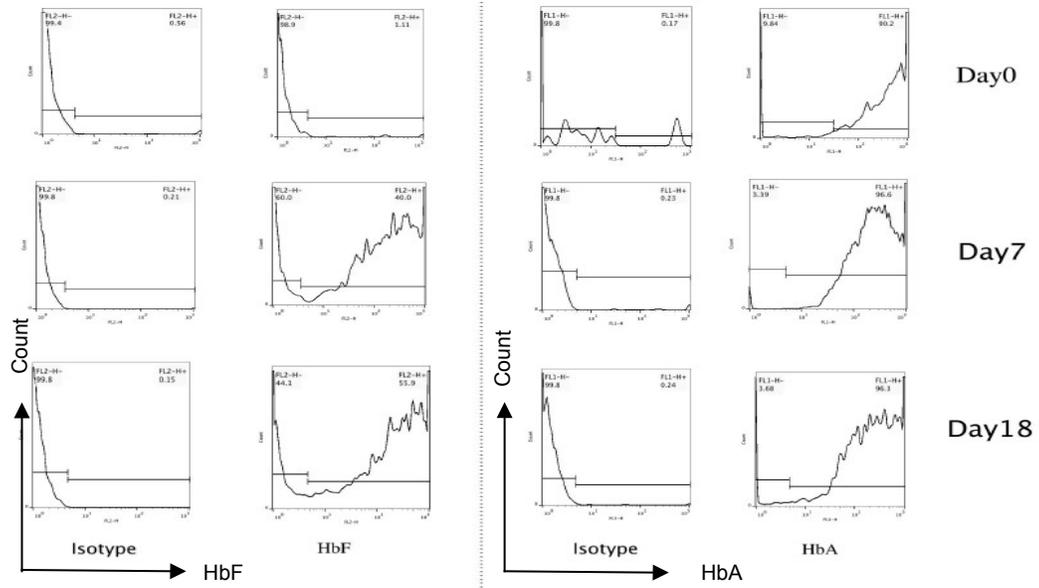 FL2-H- FL2-H+
99.4 0.56
FL2-H- FL2-H+
98.9 1.11
FL1-H- FL1-H+
99.8 0.17
FL1-H- FL1-H+
9.84 90.2
Day0
FL2-H- FL2-H+
99.8 0.21
FL2-H- FL2-H+
60.0 40.0
FL1-H- FL1-H+
99.8 0.23
FL1-H- FL1-H+
3.39 96.6
Day7
FL2-H- FL2-H+
99.8 0.15
FL2-H- FL2-H+
44.1 55.9
FL1-H- FL1-H+
99.8 0.24
FL1-H- FL1-H+
3.68 96.3
Day18
Count
Count
Isotype
HbF
Isotype
HbA
HbF
HbA